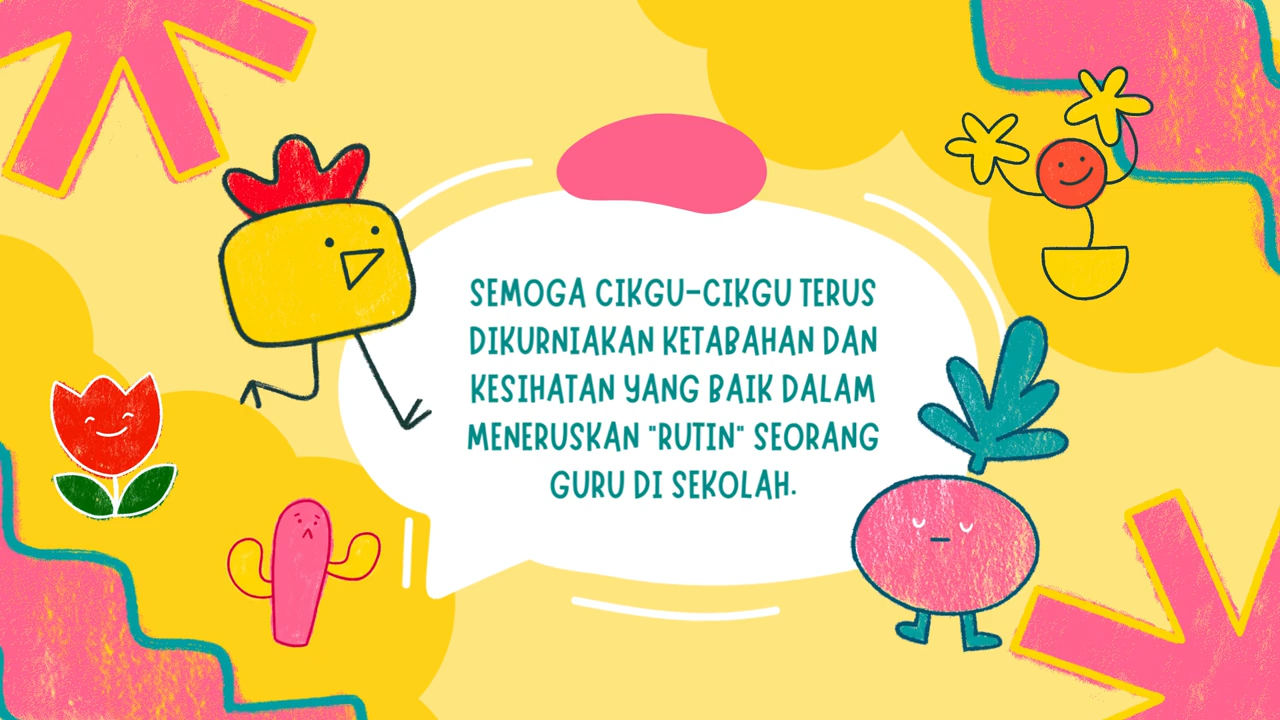 SEMOGA CIKGU-CIKGU TERUS
DIKURNIAKAN KETABAHAN DAN
KESIHATAN YANG BAIK DALAM
MENERUSKAN "RUTIN" SEORANG
GURU DI SEKOLAH.